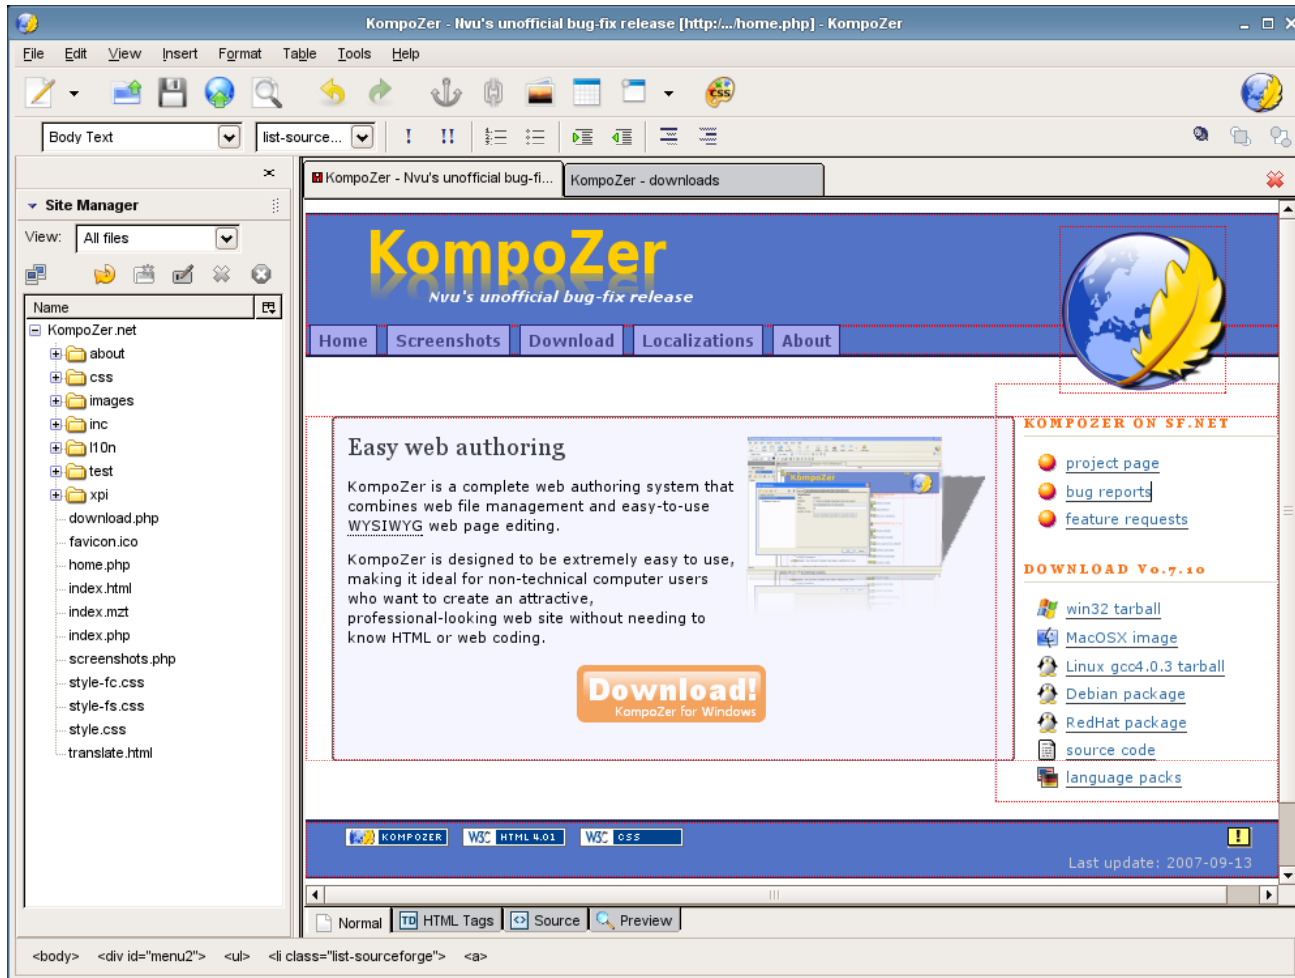 KompoZer - Nvu's unofficial bug-fix release [http:/.../home.php] - KompoZer
File Edit View Insert Format Table Tools Help
CSS
Body Text list-source... ! !!
KompoZer - Nvu's unofficial bug-fi... KompoZer - downloads
Site Manager
View: All files
Name
KompoZer.net
about
css
images
inc
l10n
test
xpi
download.php
favicon.ico
home.php
index.html
index.mzt
index.php
screenshots.php
style-fc.css
style-fs.css
style.css
translate.html
KompoZer
Nvu's unofficial bug-fix release
Home Screenshots Download Localizations About
Easy web authoring
KompoZer is a complete web authoring system that
combines web file management and easy-to-use
WYSIWYG web page editing.
KompoZer is designed to be extremely easy to use,
making it ideal for non-technical computer users
who want to create an attractive,
professional-looking web site without needing to
know HTML or web coding.
Download!
KompoZer for Windows
KOMPOZER ON SF.NET
project page
bug reports
feature requests
DOWNLOAD V0.7.10
win32 tarball
MacOSX image
Linux gcc4.0.3 tarball
Debian package
RedHat package
source code
language packs
KOMPOZER W3C HTML 4.01 W3C CSS !
Last update: 2007-09-13
Normal TD HTML Tags Source Preview
<body> <div id="menu2"> <ul> <li class="list-sourceforge"> <a>